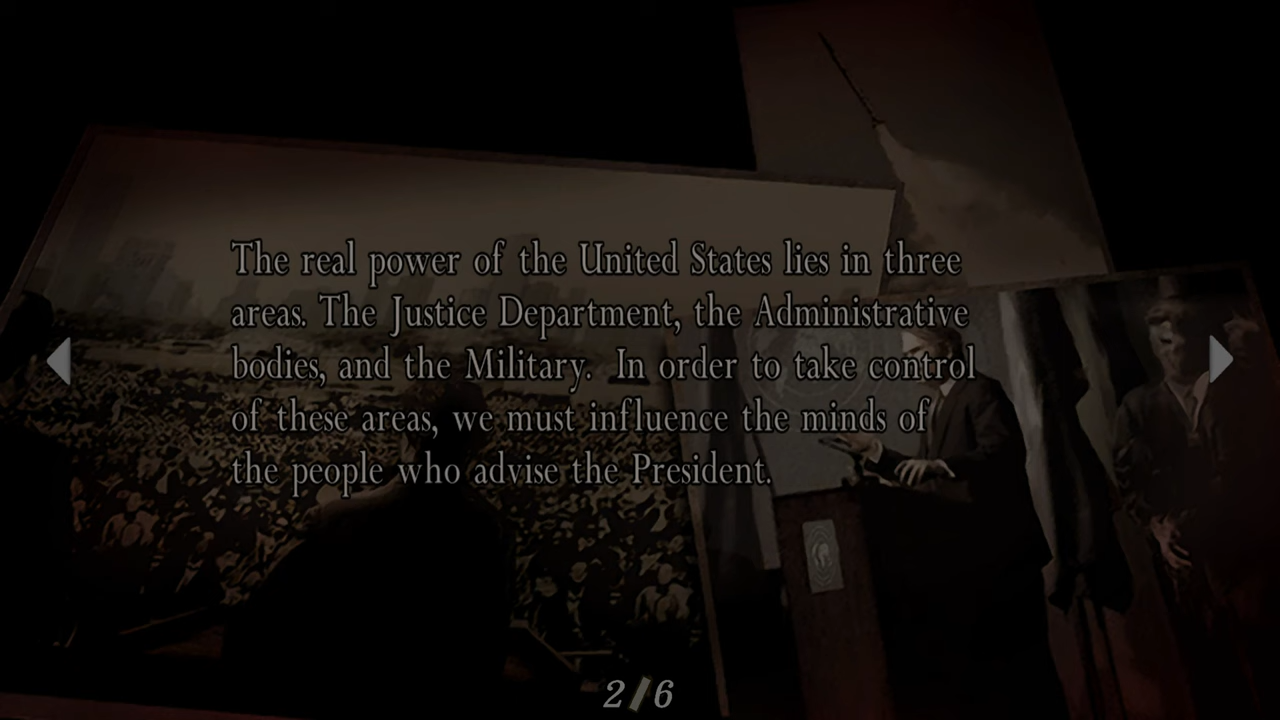 The real power of the United States lies in three
areas. The Justice Department, the Administrative
bodies, and the Military.  In order to take control
of these areas, we must influence the minds of
the people who advise the President.
2/6